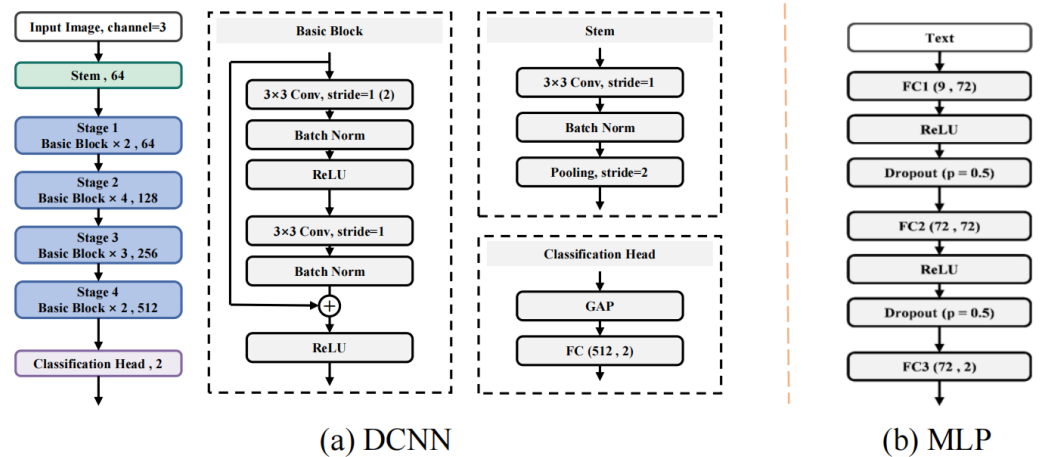 Input Image, channel=3
Stem , 64
Stage 1
Basic Block × 2 , 64
Stage 2
Basic Block × 4 , 128
Stage 3
Basic Block × 3 , 256
Stage 4
Basic Block × 2 , 512
Classification Head , 2
Basic Block
3×3 Conv, stride=1 (2)
Batch Norm
ReLU
3×3 Conv, stride=1
Batch Norm
+
ReLU
Stem
3×3 Conv, stride=1
Batch Norm
Pooling, stride=2
Classification Head
GAP
FC (512 , 2)
(a) DCNN
Text
FC1 (9 , 72)
ReLU
Dropout (p = 0.5)
FC2 (72 , 72)
ReLU
Dropout (p = 0.5)
FC3 (72 , 2)
(b) MLP